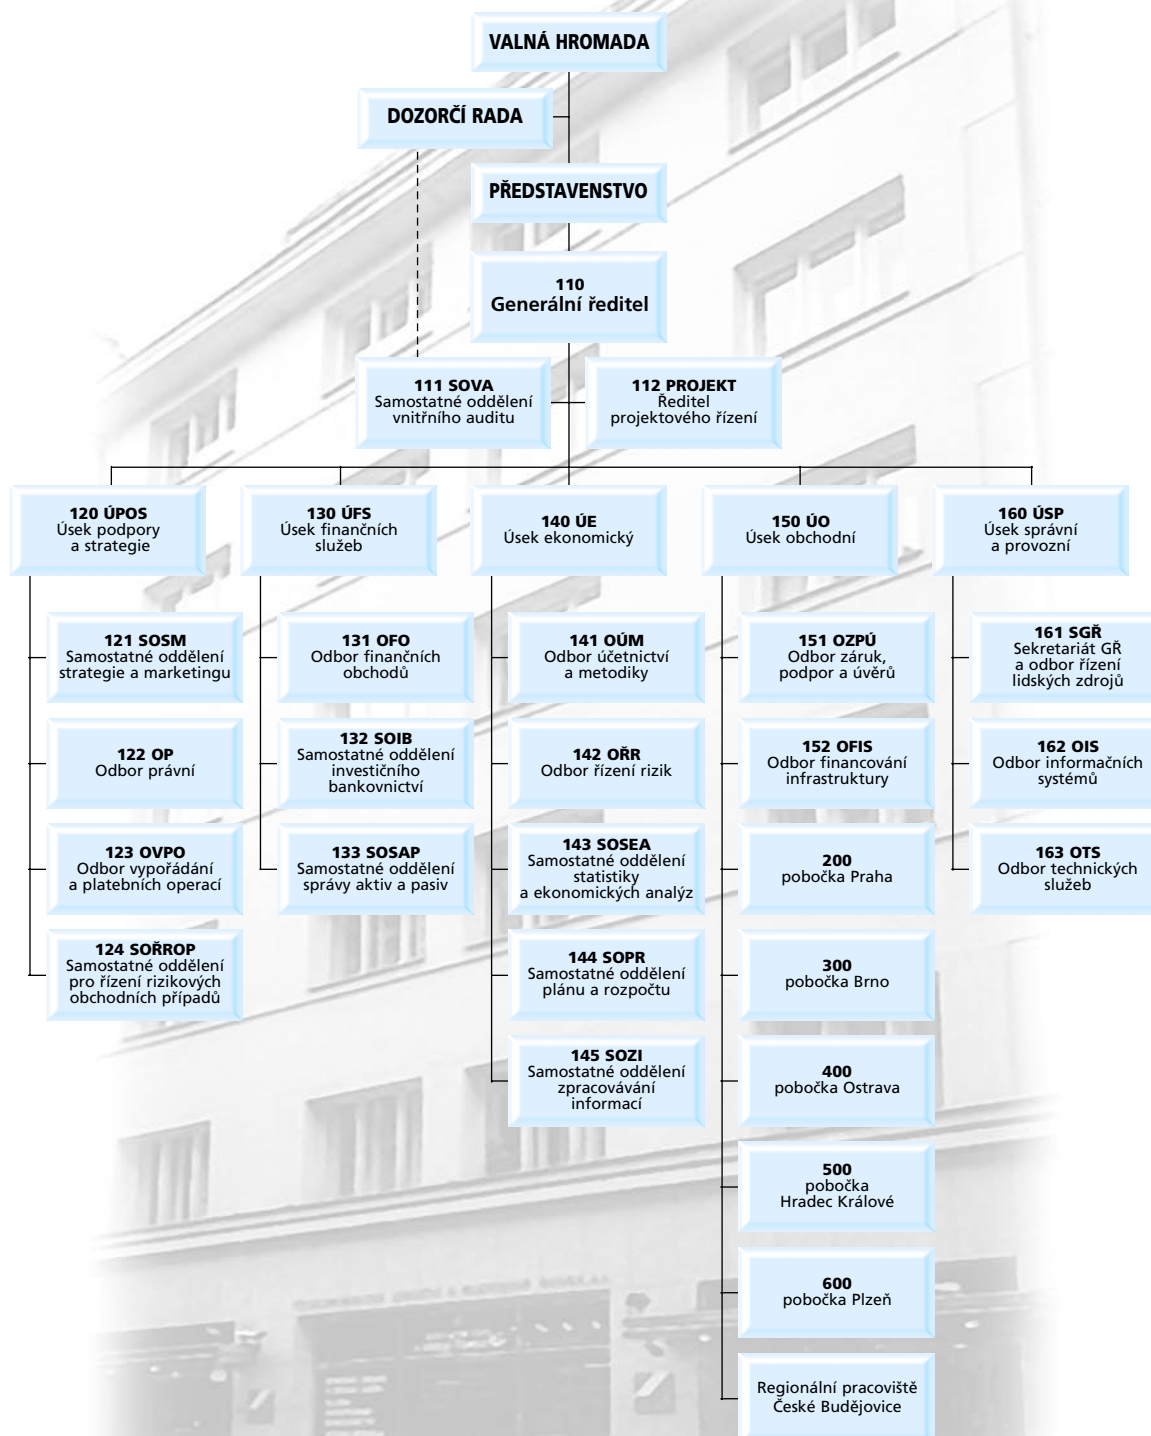 VALNÁ HROMADA
DOZORČÍ RADA
PŘEDSTAVENSTVO
110
Generální ředitel
111 SOVA
Samostatné oddělení
vnitřního auditu
112 PROJEKT
Ředitel
projektového řízení
120 ÚPOS
Úsek podpory
a strategie
130 ÚFS
Úsek finančních
služeb
140 ÚE
Úsek ekonomický
150 ÚO
Úsek obchodní
160 ÚSP
Úsek správní
a provozní
121 SOSM
Samostatné oddělení
strategie a marketingu
122 OP
Odbor právní
123 OVPO
Odbor vypořádání
a platebních operací
124 SOŘROP
Samostatné oddělení
pro řízení rizikových
obchodních případů
131 OFO
Odbor finančních
obchodů
132 SOIB
Samostatné oddělení
investičního
bankovnictví
133 SOSAP
Samostatné oddělení
správy aktiv a pasiv
141 OÚM
Odbor účetnictví
a metodiky
142 OŘR
Odbor řízení rizik
143 SOSEA
Samostatné oddělení
statistiky
a ekonomických analýz
144 SOPR
Samostatné oddělení
plánu a rozpočtu
145 SOZI
Samostatné oddělení
zpracovávání
informací
151 OZPÚ
Odbor záruk,
podpor a úvěrů
152 OFIS
Odbor financování
infrastruktury
200
pobočka Praha
300
pobočka Brno
400
pobočka Ostrava
500
pobočka
Hradec Králové
600
pobočka Plzeň
Regionální pracoviště
České Budějovice
161 SGŘ
Sekretariát GŘ
a odbor řízení
lidských zdrojů
162 OIS
Odbor informačních
systémů
163 OTS
Odbor technických
služeb